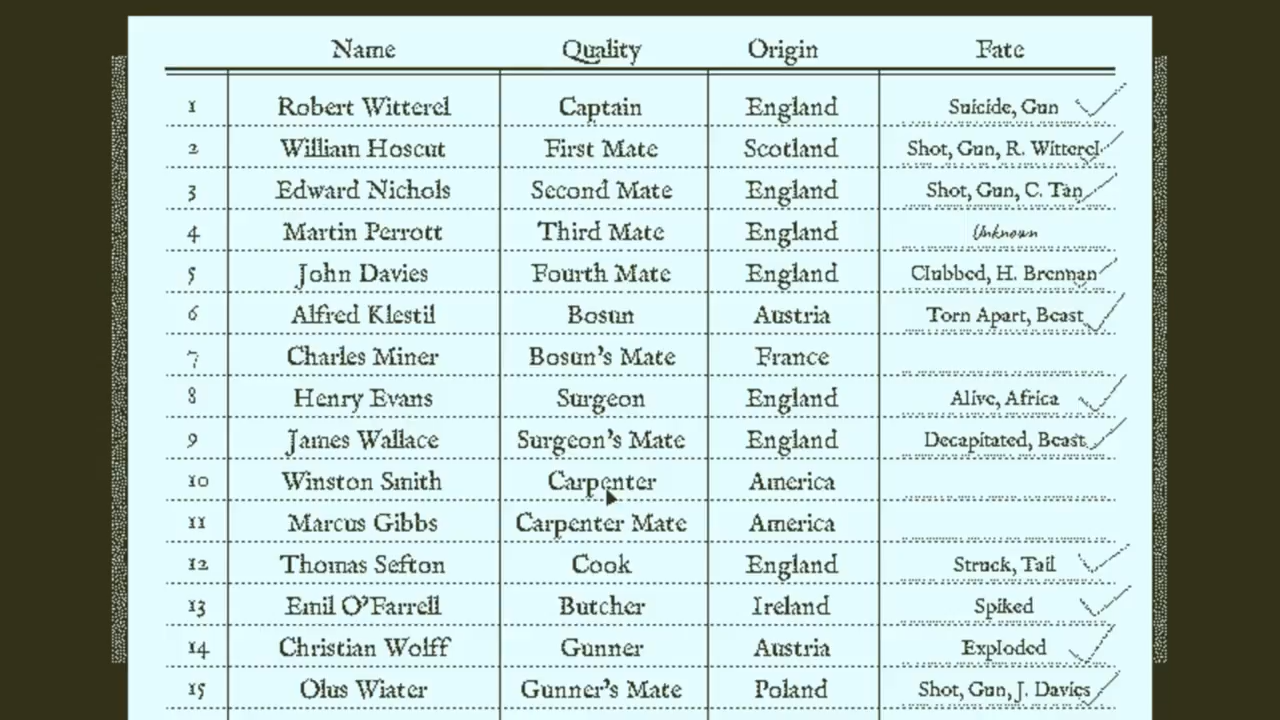 Name Quality Origin Fate
1 Robert Witterel Captain England Suicide, Gun
2 William Hoscut First Mate Scotland Shot, Gun, R. Witterel
3 Edward Nichols Second Mate England Shot, Gun, C. Tan
4 Martin Perrott Third Mate England Unknown
5 John Davies Fourth Mate England Clubbed, H. Brennan
6 Alfred Klestil Bosun Austria Torn Apart, Beast
7 Charles Miner Bosun's Mate France
8 Henry Evans Surgeon England Alive, Africa
9 James Wallace Surgeon's Mate England Decapitated, Beast
10 Winston Smith Carpenter America
11 Marcus Gibbs Carpenter Mate America
12 Thomas Sefton Cook England Struck, Tail
13 Emil O'Farrell Butcher Ireland Spiked
14 Christian Wolff Gunner Austria Exploded
15 Olus Wiater Gunner's Mate Poland Shot, Gun, J. Davies